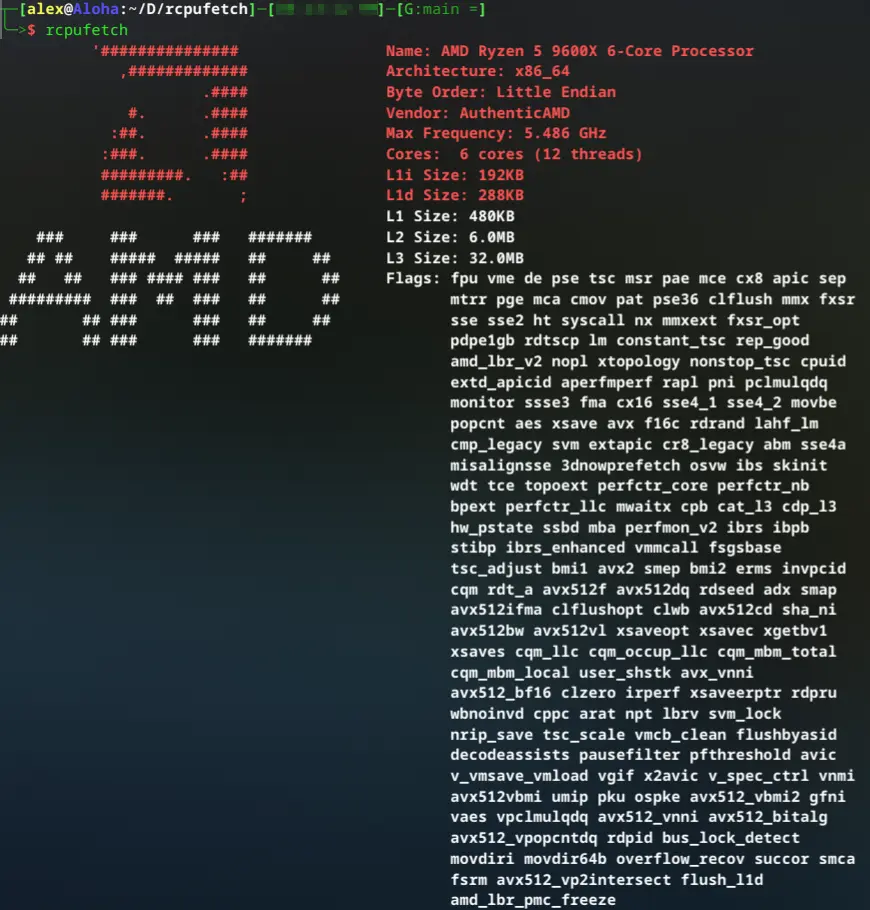 [alex@Aloha:~/D/rcpufetch]-[]-[G:main =]
$ rcpufetch
Name: AMD Ryzen 5 9600X 6-Core Processor
Architecture: x86_64
Byte Order: Little Endian
Vendor: AuthenticAMD
Max Frequency: 5.486 GHz
Cores:  6 cores (12 threads)
L1i Size: 192KB
L1d Size: 288KB
L1 Size: 480KB
L2 Size: 6.0MB
L3 Size: 32.0MB
AMD
Flags: fpu vme de pse tsc msr pae mce cx8 apic sep
mtrr pge mca cmov pat pse36 clflush mmx fxsr
sse sse2 ht syscall nx mmxext fxsr_opt
pdpe1gb rdtscp lm constant_tsc rep_good
amd_lbr_v2 nopl xtopology nonstop_tsc cpuid
extd_apicid aperfmperf rapl pni pclmulqdq
monitor ssse3 fma cx16 sse4_1 sse4_2 movbe
popcnt aes xsave avx f16c rdrand lahf_lm
cmp_legacy svm extapic cr8_legacy abm sse4a
misalignsse 3dnowprefetch osvw ibs skinit
wdt tce topoext perfctr_core perfctr_nb
bpext perfctr_llc mwaitx cpb cat_l3 cdp_l3
hw_pstate ssbd mba perfmon_v2 ibrs ibpb
stibp ibrs_enhanced vmmcall fsgsbase
tsc_adjust bmi1 avx2 smep bmi2 erms invpcid
cqm rdt_a avx512f avx512dq rdseed adx smap
avx512ifma clflushopt clwb avx512cd sha_ni
avx512bw avx512vl xsaveopt xsavec xgetbv1
xsaves cqm_llc cqm_occup_llc cqm_mbm_total
cqm_mbm_local user_shstk avx_vnni
avx512_bf16 clzero irperf xsaveerptr rdpru
wbnoinvd cppc arat npt lbrv svm_lock
nrip_save tsc_scale vmcb_clean flushbyasid
decodeassists pausefilter pfthreshold avic
v_vmsave_vmload vgif x2avic v_spec_ctrl vnmi
avx512vbmi umip pku ospke avx512_vbmi2 gfni
vaes vpclmulqdq avx512_vnni avx512_bitalg
avx512_vpopcntdq rdpid bus_lock_detect
movdiri movdir64b overflow_recov succor smca
fsrm avx512_vp2intersect flush_l1d
amd_lbr_pmc_freeze